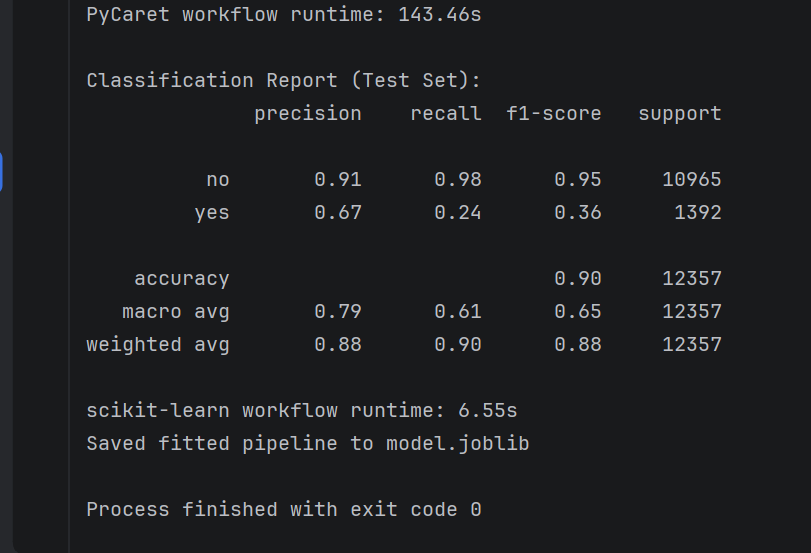 PyCaret workflow runtime: 143.46s
Classification Report (Test Set):
precision recall f1-score support
no 0.91 0.98 0.95 10965
yes 0.67 0.24 0.36 1392
accuracy 0.90 12357
macro avg 0.79 0.61 0.65 12357
weighted avg 0.88 0.90 0.88 12357
scikit-learn workflow runtime: 6.55s
Saved fitted pipeline to model.joblib
Process finished with exit code 0